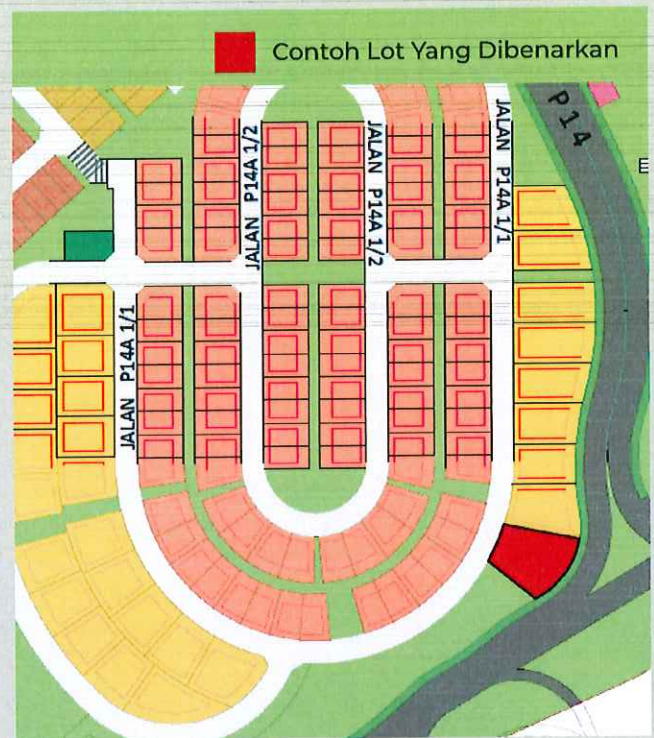 Contoh Lot Yang Dibenarkan
JALAN P14A 1/2
JALAN P14A 1/2
JALAN P14A 1/1
P14
JALAN P14A 1/1